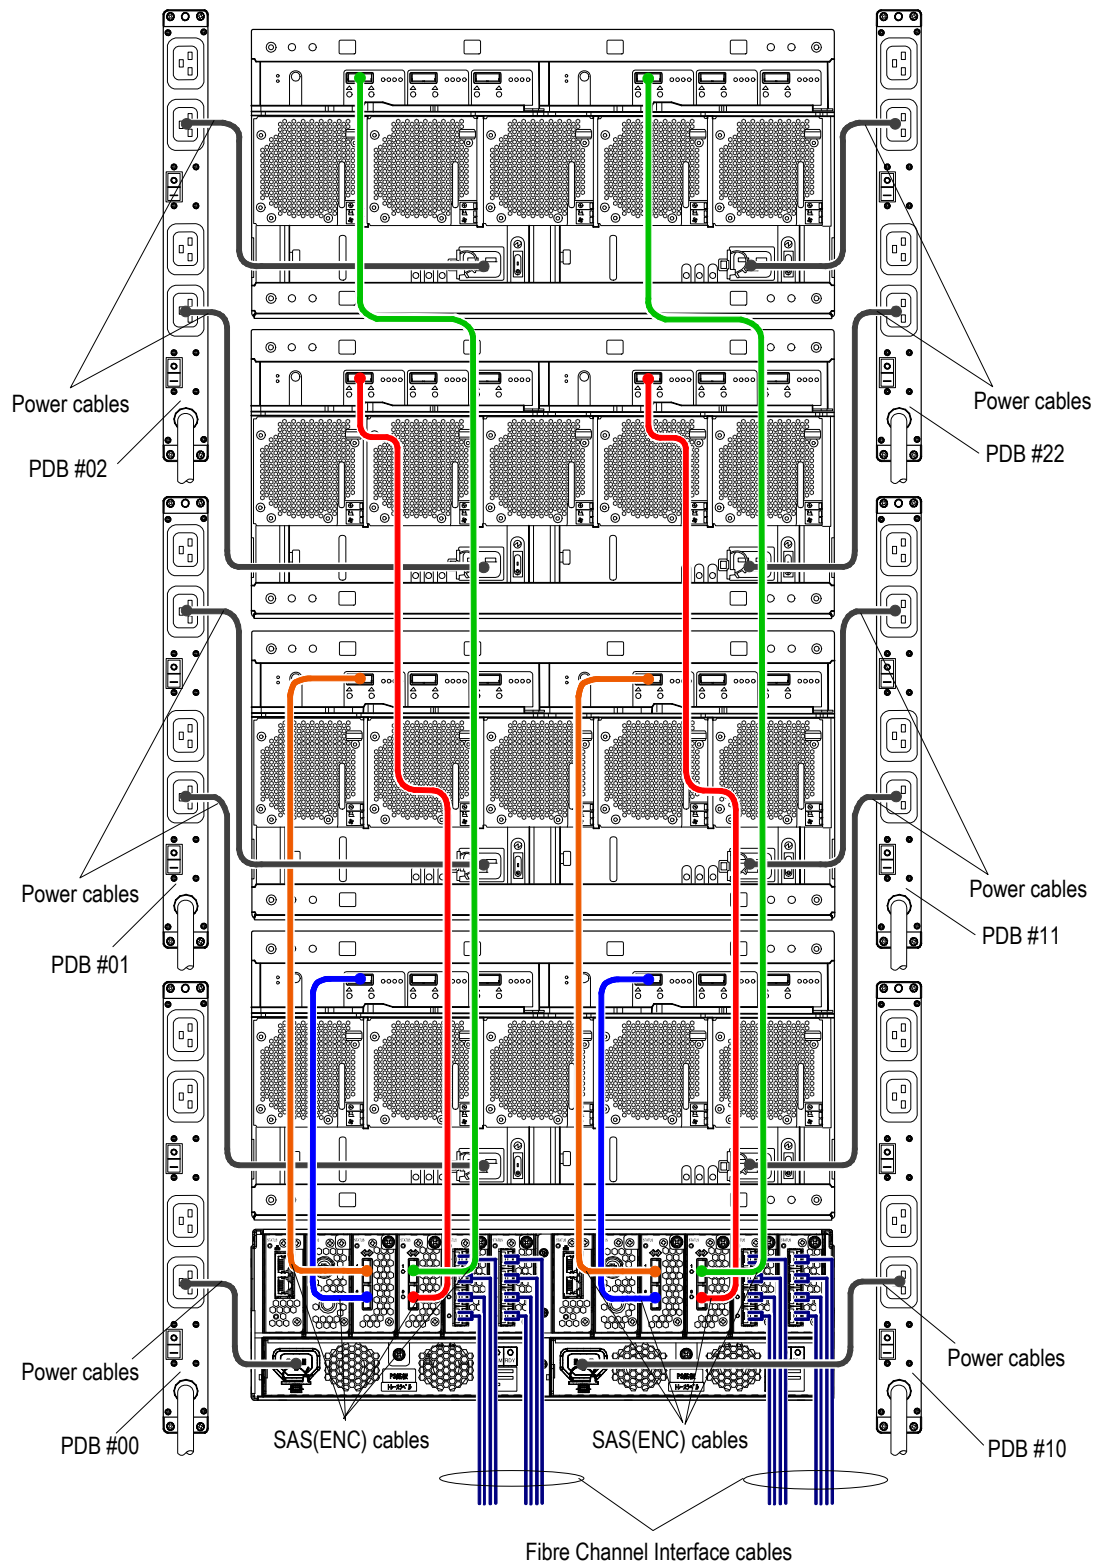 Power cables
Power cables
PDB #02
PDB #22
Power cables
Power cables
PDB #01
PDB #11
Power cables
Power cables
PDB #00
SAS(ENC) cables
SAS(ENC) cables
PDB #10
Fibre Channel Interface cables